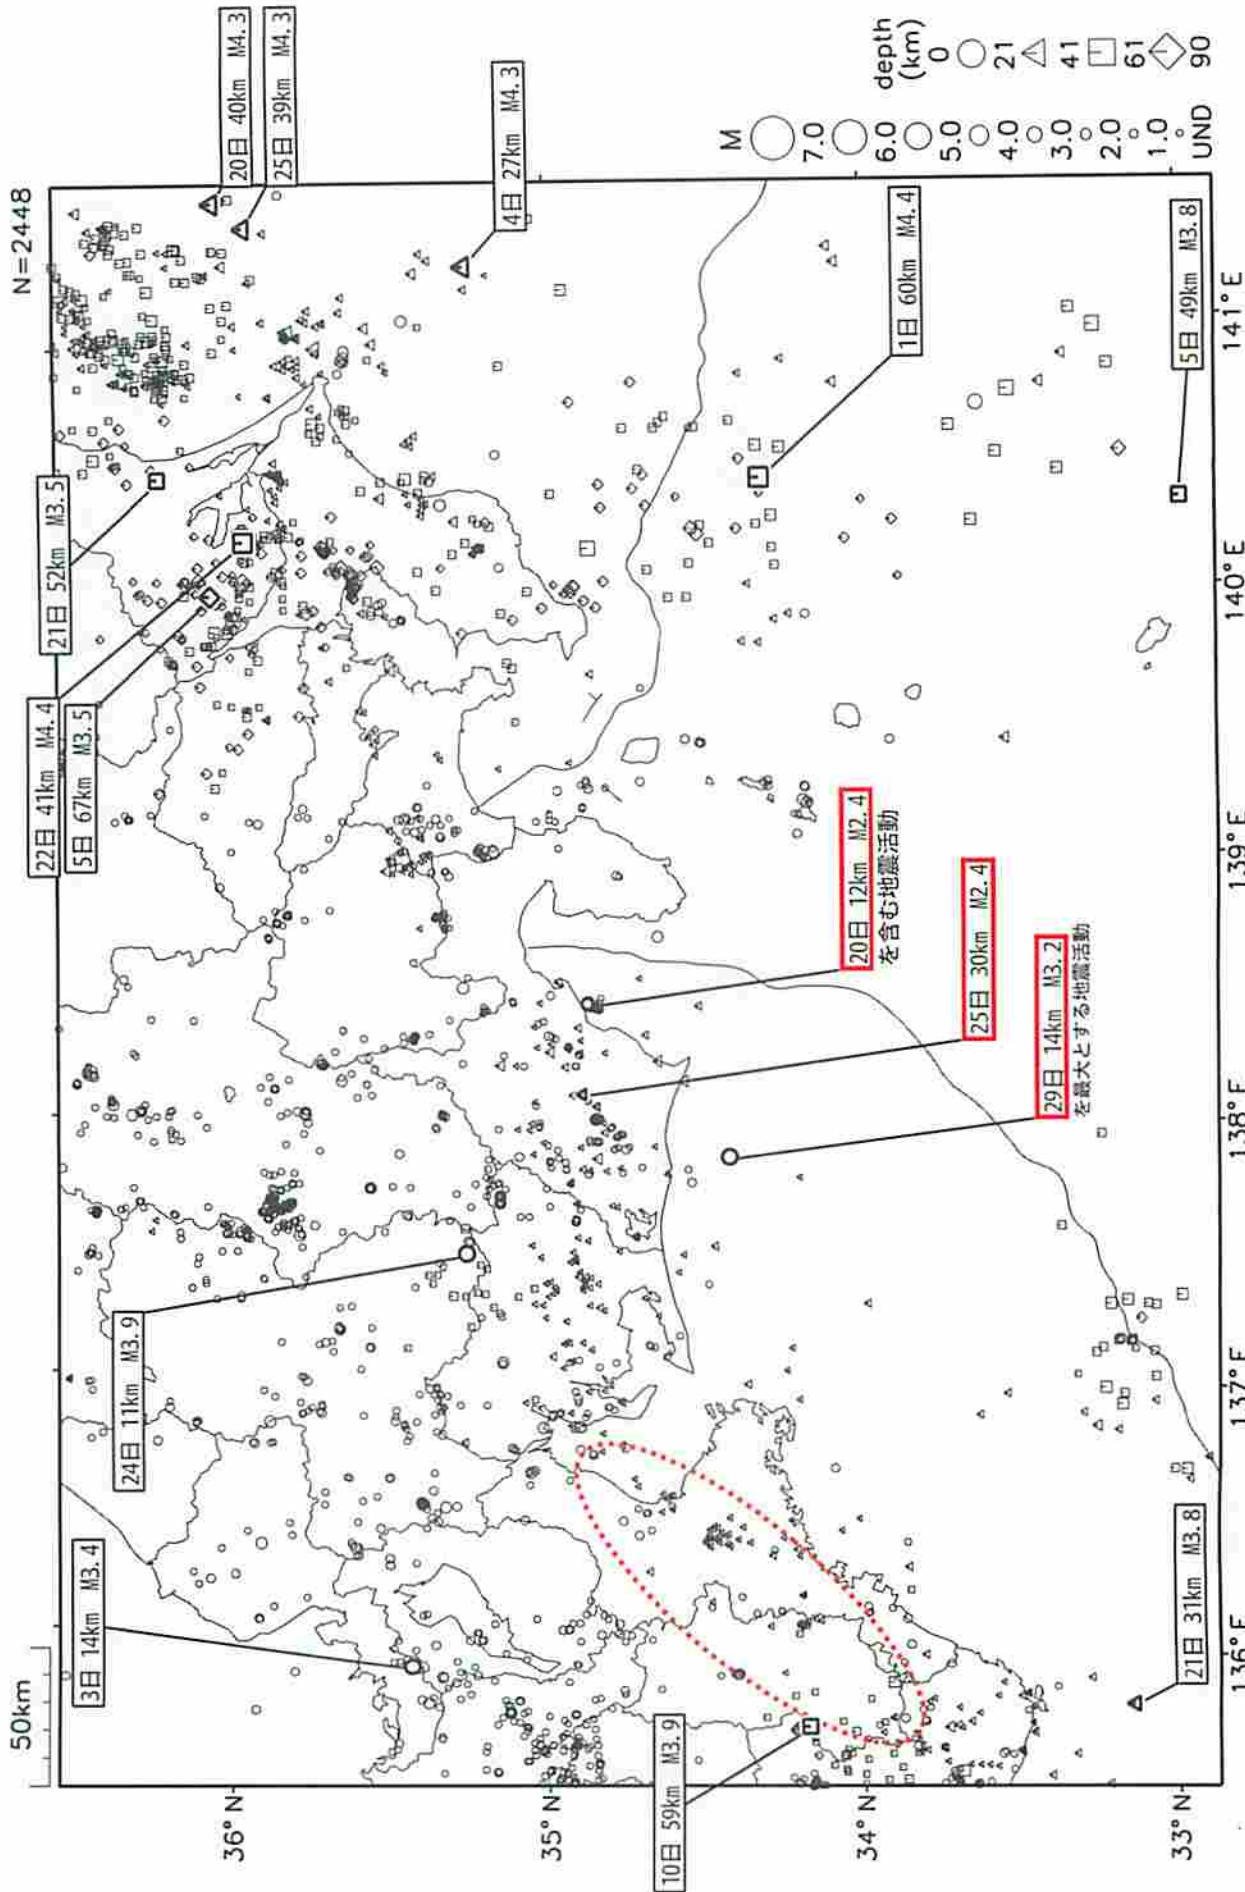 50km
N=2448
3日 14km M3.4
24日 11km M3.9
22日 41km M4.4
5日 67km M3.5
21日 52km M3.5
20日 40km M4.3
25日 39km M4.3
4日 27km M4.3
1日 60km M4.4
5日 49km M3.8
20日 12km M2.4
を含む地震活動
25日 30km M2.4
29日 14km M3.2
を最大とする地震活動
10日 59km M3.9
21日 31km M3.8
36°N
35°N
34°N
33°N
136°E
137°E
138°E
139°E
140°E
141°E
M
7.0
6.0
5.0
4.0
3.0
2.0
1.0
UND
depth
(km)
0
21
41
61
90